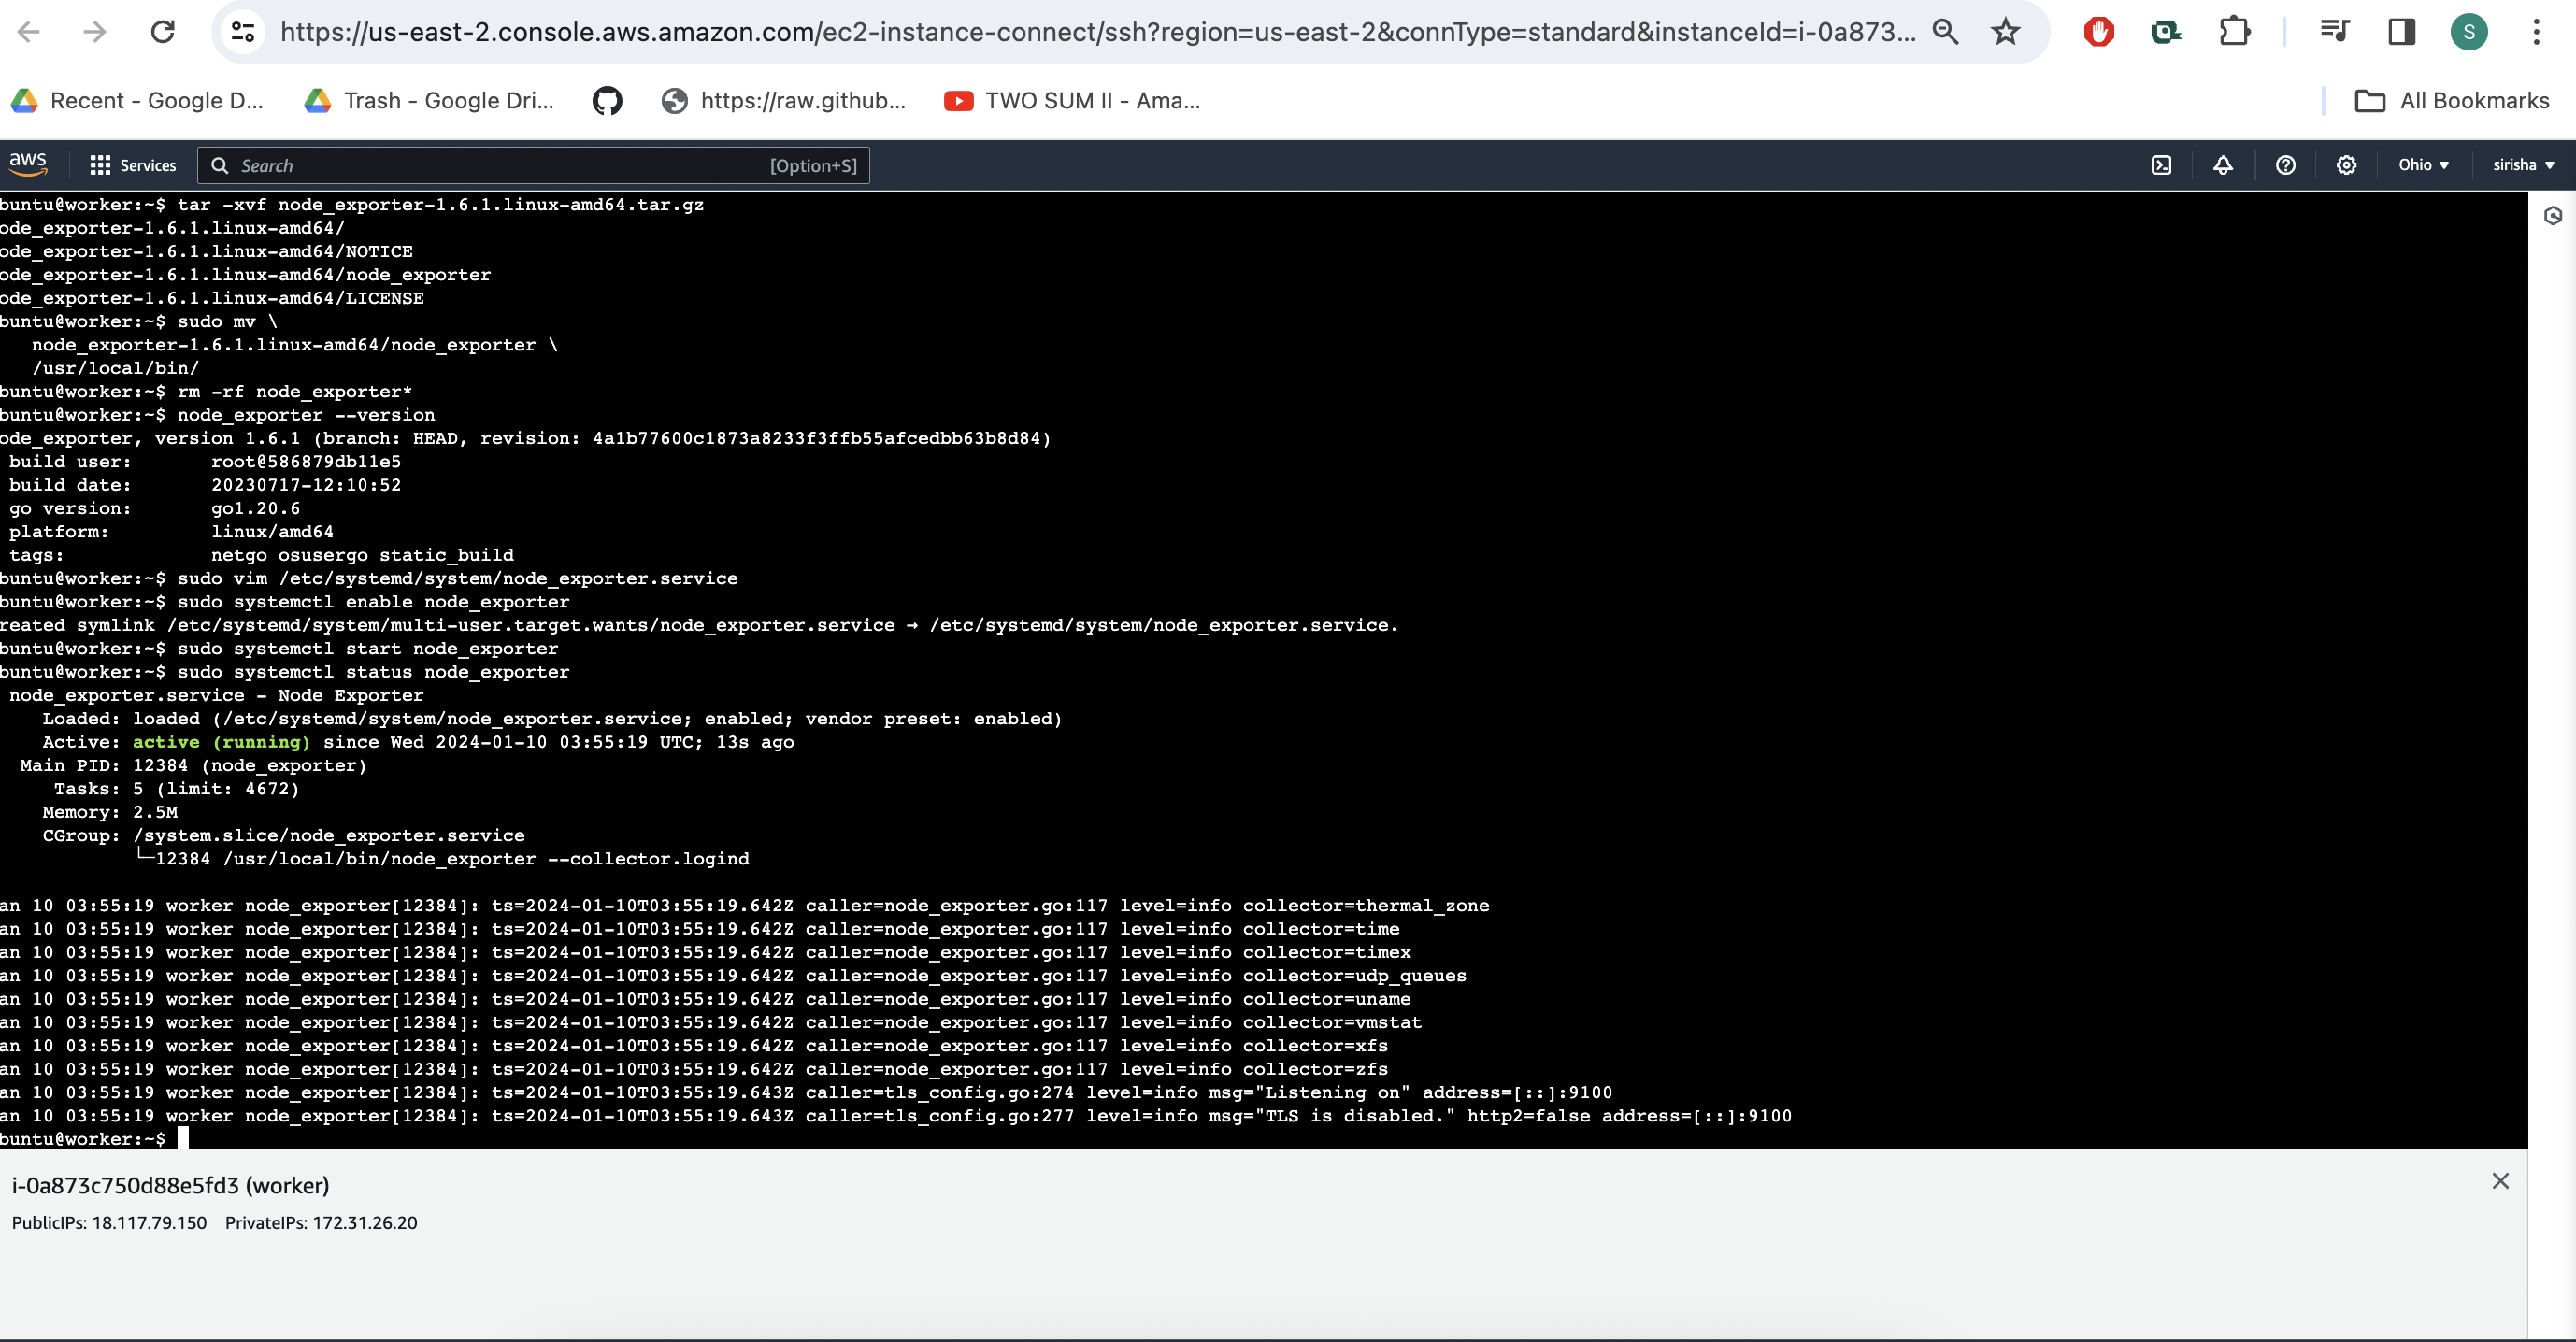 https://us-east-2.console.aws.amazon.com/ec2-instance-connect/ssh?region=us-east-2&connType=standard&instanceId=i-0a873...
S
Recent - Google D...
Trash - Google Dri...
https://raw.github...
TWO SUM II - Ama...
All Bookmarks
aws
Services
Search
[Option+S]
Ohio
sirisha
buntu@worker:~$ tar -xvf node_exporter-1.6.1.linux-amd64.tar.gz
ode_exporter-1.6.1.linux-amd64/
ode_exporter-1.6.1.linux-amd64/NOTICE
ode_exporter-1.6.1.linux-amd64/node_exporter
ode_exporter-1.6.1.linux-amd64/LICENSE
buntu@worker:~$ sudo mv \
node_exporter-1.6.1.linux-amd64/node_exporter \
/usr/local/bin/
buntu@worker:~$ rm -rf node_exporter*
buntu@worker:~$ node_exporter --version
ode_exporter, version 1.6.1 (branch: HEAD, revision: 4a1b77600c1873a8233f3ffb55afcedbb63b8d84)
build user: root@586879db11e5
build date: 20230717-12:10:52
go version: go1.20.6
platform: linux/amd64
tags: netgo osusergo static_build
buntu@worker:~$ sudo vim /etc/systemd/system/node_exporter.service
buntu@worker:~$ sudo systemctl enable node_exporter
reated symlink /etc/systemd/system/multi-user.target.wants/node_exporter.service → /etc/systemd/system/node_exporter.service.
buntu@worker:~$ sudo systemctl start node_exporter
buntu@worker:~$ sudo systemctl status node_exporter
node_exporter.service - Node Exporter
Loaded: loaded (/etc/systemd/system/node_exporter.service; enabled; vendor preset: enabled)
Active: active (running) since Wed 2024-01-10 03:55:19 UTC; 13s ago
Main PID: 12384 (node_exporter)
Tasks: 5 (limit: 4672)
Memory: 2.5M
CGroup: /system.slice/node_exporter.service
└─12384 /usr/local/bin/node_exporter --collector.logind
an 10 03:55:19 worker node_exporter[12384]: ts=2024-01-10T03:55:19.642Z caller=node_exporter.go:117 level=info collector=thermal_zone
an 10 03:55:19 worker node_exporter[12384]: ts=2024-01-10T03:55:19.642Z caller=node_exporter.go:117 level=info collector=time
an 10 03:55:19 worker node_exporter[12384]: ts=2024-01-10T03:55:19.642Z caller=node_exporter.go:117 level=info collector=timex
an 10 03:55:19 worker node_exporter[12384]: ts=2024-01-10T03:55:19.642Z caller=node_exporter.go:117 level=info collector=udp_queues
an 10 03:55:19 worker node_exporter[12384]: ts=2024-01-10T03:55:19.642Z caller=node_exporter.go:117 level=info collector=uname
an 10 03:55:19 worker node_exporter[12384]: ts=2024-01-10T03:55:19.642Z caller=node_exporter.go:117 level=info collector=vmstat
an 10 03:55:19 worker node_exporter[12384]: ts=2024-01-10T03:55:19.642Z caller=node_exporter.go:117 level=info collector=xfs
an 10 03:55:19 worker node_exporter[12384]: ts=2024-01-10T03:55:19.642Z caller=node_exporter.go:117 level=info collector=zfs
an 10 03:55:19 worker node_exporter[12384]: ts=2024-01-10T03:55:19.643Z caller=tls_config.go:274 level=info msg="Listening on" address=[::]:9100
an 10 03:55:19 worker node_exporter[12384]: ts=2024-01-10T03:55:19.643Z caller=tls_config.go:277 level=info msg="TLS is disabled." http2=false address=[::]:9100
buntu@worker:~$
i-0a873c750d88e5fd3 (worker)
PublicIPs: 18.117.79.150 PrivateIPs: 172.31.26.20